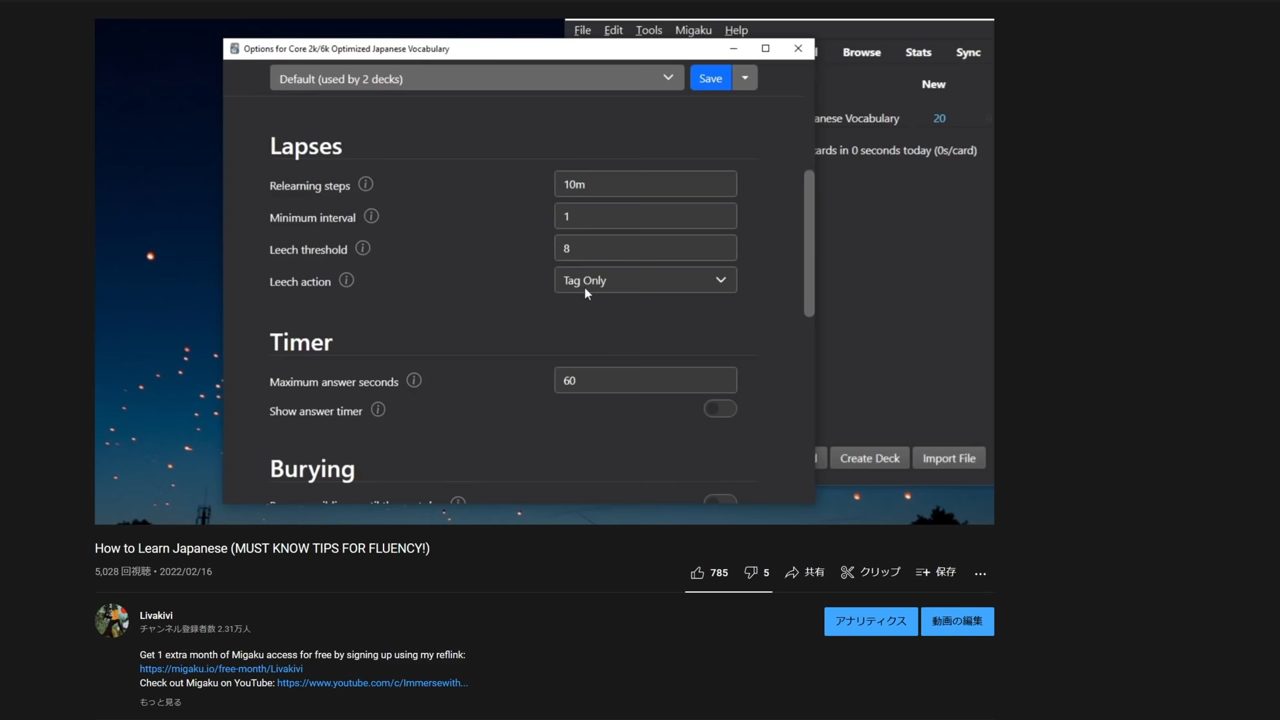 File Edit Tools Migaku Help
Options for Core 2k/6k Optimized Japanese Vocabulary
Browse Stats Sync
Default (used by 2 decks)
Save
New
anese Vocabulary 20
ards in 0 seconds today (0s/card)
Lapses
Relearning steps 10m
Minimum interval 1
Leech threshold 8
Leech action Tag Only
Timer
Maximum answer seconds 60
Show answer timer
Create Deck Import File
Burying
How to Learn Japanese (MUST KNOW TIPS FOR FLUENCY!)
5,028 回視聴・2022/02/16
785 5 共有 クリップ 保存
Livakivi
チャンネル登録者数 2.31万人
アナリティクス 動画の編集
Get 1 extra month of Migaku access for free by signing up using my reflink:
https://migaku.io/free-month/Livakivi
Check out Migaku on YouTube: https://www.youtube.com/c/Immersewith...
もっと見る